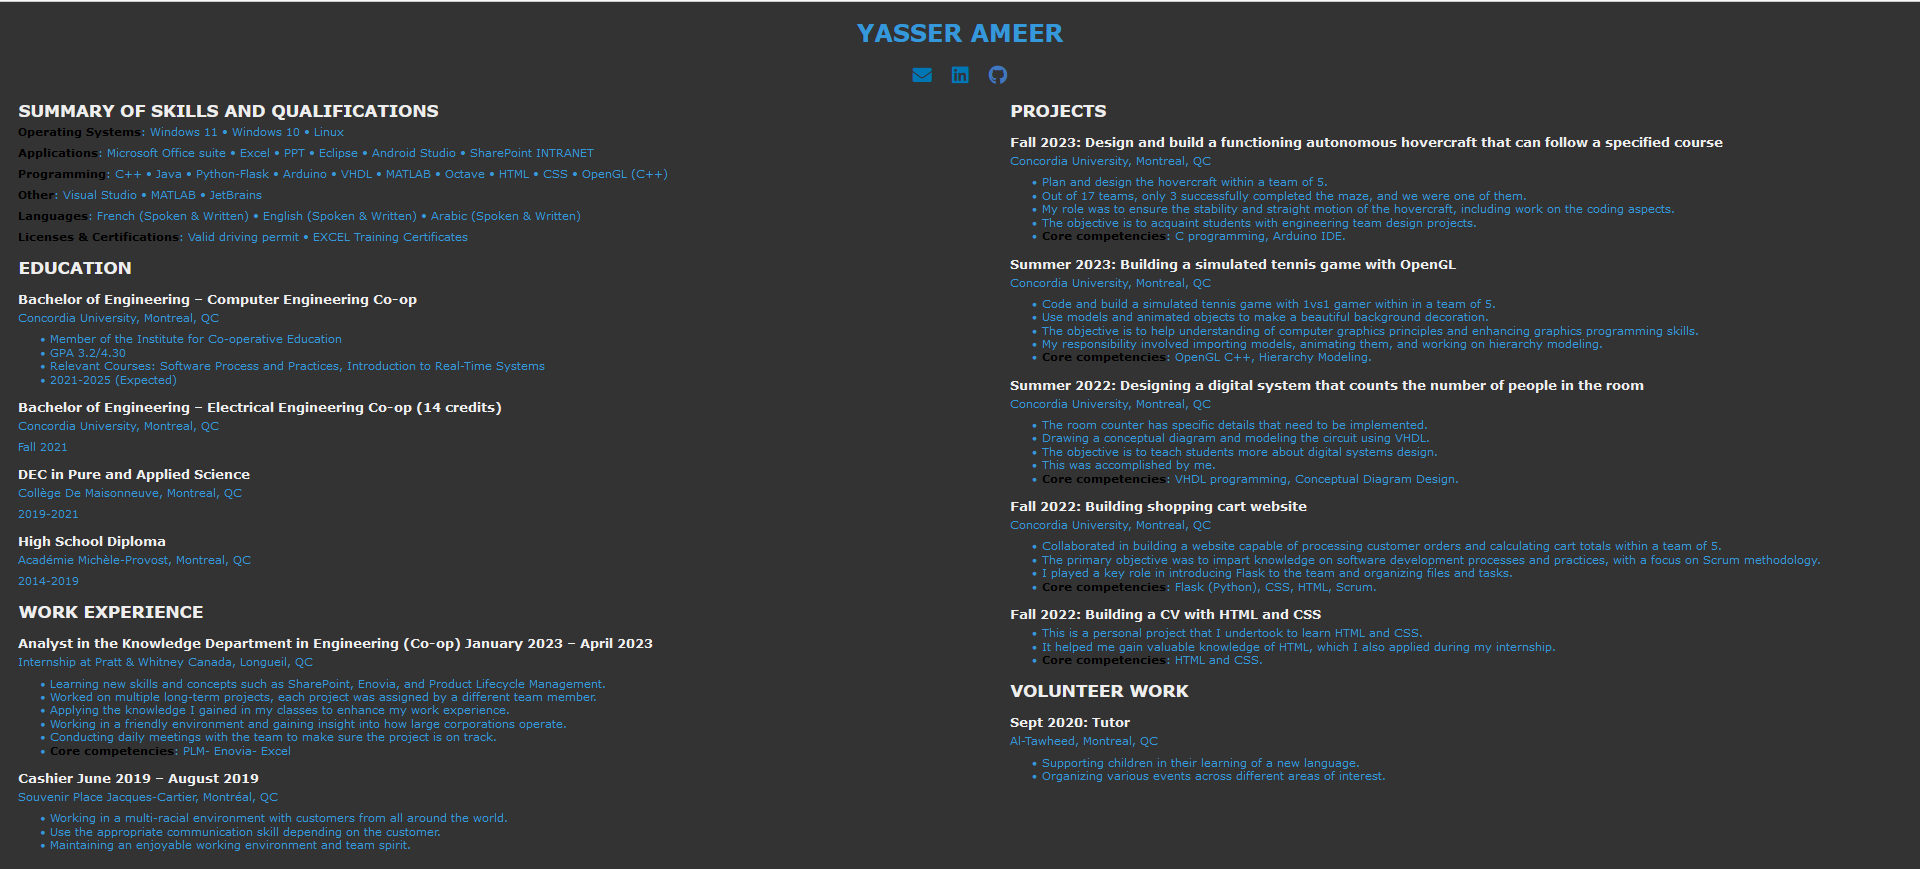 YASSER AMEER
SUMMARY OF SKILLS AND QUALIFICATIONS
Operating Systems: Windows 11 • Windows 10 • Linux
Applications: Microsoft Office suite • Excel • PPT • Eclipse • Android Studio • SharePoint INTRANET
Programming: C++ • Java • Python-Flask • Arduino • VHDL • MATLAB • Octave • HTML • CSS • OpenGL (C++)
Other: Visual Studio • MATLAB • JetBrains
Languages: French (Spoken & Written) • English (Spoken & Written) • Arabic (Spoken & Written)
Licenses & Certifications: Valid driving permit • EXCEL Training Certificates
EDUCATION
Bachelor of Engineering – Computer Engineering Co-op
Concordia University, Montreal, QC
• Member of the Institute for Co-operative Education
• GPA 3.2/4.30
• Relevant Courses: Software Process and Practices, Introduction to Real-Time Systems
• 2021-2025 (Expected)
Bachelor of Engineering – Electrical Engineering Co-op (14 credits)
Concordia University, Montreal, QC
Fall 2021
DEC in Pure and Applied Science
Collège De Maisonneuve, Montreal, QC
2019-2021
High School Diploma
Académie Michèle-Provost, Montreal, QC
2014-2019
WORK EXPERIENCE
Analyst in the Knowledge Department in Engineering (Co-op) January 2023 – April 2023
Internship at Pratt & Whitney Canada, Longueil, QC
• Learning new skills and concepts such as SharePoint, Enovia, and Product Lifecycle Management.
• Worked on multiple long-term projects, each project was assigned by a different team member.
• Applying the knowledge I gained in my classes to enhance my work experience.
• Working in a friendly environment and gaining insight into how large corporations operate.
• Conducting daily meetings with the team to make sure the project is on track.
• Core competencies: PLM- Enovia- Excel
Cashier June 2019 – August 2019
Souvenir Place Jacques-Cartier, Montréal, QC
• Working in a multi-racial environment with customers from all around the world.
• Use the appropriate communication skill depending on the customer.
• Maintaining an enjoyable working environment and team spirit.
PROJECTS
Fall 2023: Design and build a functioning autonomous hovercraft that can follow a specified course
Concordia University, Montreal, QC
• Plan and design the hovercraft within a team of 5.
• Out of 17 teams, only 3 successfully completed the maze, and we were one of them.
• My role was to ensure the stability and straight motion of the hovercraft, including work on the coding aspects.
• The objective is to acquaint students with engineering team design projects.
• Core competencies: C programming, Arduino IDE.
Summer 2023: Building a simulated tennis game with OpenGL
Concordia University, Montreal, QC
• Code and build a simulated tennis game with 1vs1 gamer within in a team of 5.
• Use models and animated objects to make a beautiful background decoration.
• The objective is to help understanding of computer graphics principles and enhancing graphics programming skills.
• My responsibility involved importing models, animating them, and working on hierarchy modeling.
• Core competencies: OpenGL C++, Hierarchy Modeling.
Summer 2022: Designing a digital system that counts the number of people in the room
Concordia University, Montreal, QC
• The room counter has specific details that need to be implemented.
• Drawing a conceptual diagram and modeling the circuit using VHDL.
• The objective is to teach students more about digital systems design.
• This was accomplished by me.
• Core competencies: VHDL programming, Conceptual Diagram Design.
Fall 2022: Building shopping cart website
Concordia University, Montreal, QC
• Collaborated in building a website capable of processing customer orders and calculating cart totals within a team of 5.
• The primary objective was to impart knowledge on software development processes and practices, with a focus on Scrum methodology.
• I played a key role in introducing Flask to the team and organizing files and tasks.
• Core competencies: Flask (Python), CSS, HTML, Scrum.
Fall 2022: Building a CV with HTML and CSS
• This is a personal project that I undertook to learn HTML and CSS.
• It helped me gain valuable knowledge of HTML, which I also applied during my internship.
• Core competencies: HTML and CSS.
VOLUNTEER WORK
Sept 2020: Tutor
Al-Tawheed, Montreal, QC
• Supporting children in their learning of a new language.
• Organizing various events across different areas of interest.